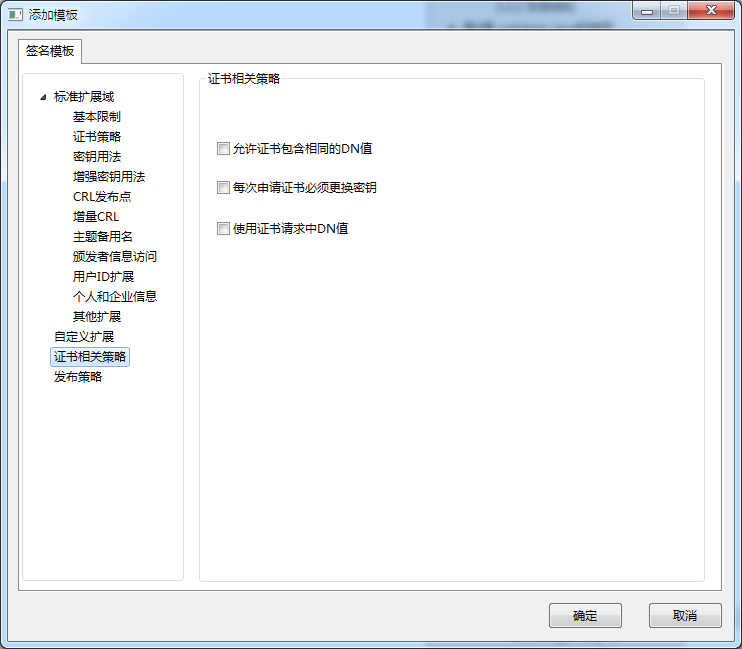 添加模板
签名模板
标准扩展域
基本限制
证书策略
密钥用法
增强密钥用法
CRL发布点
增量CRL
主题备用名
颁发者信息访问
用户ID扩展
个人和企业信息
其他扩展
自定义扩展
证书相关策略
发布策略
证书相关策略
允许证书包含相同的DN值
每次申请证书必须更换密钥
使用证书请求中DN值
确定
取消